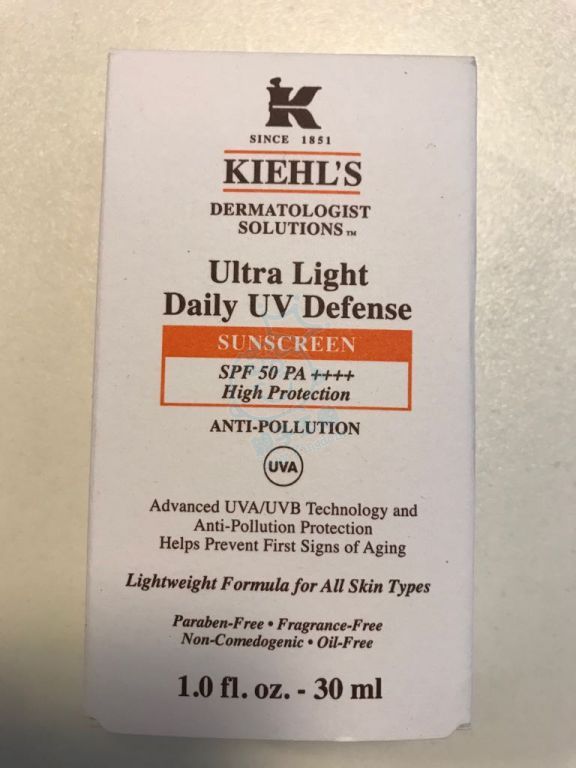 K
SINCE 1851
KIEHL'S
DERMATOLOGIST
SOLUTIONS™
Ultra Light
Daily UV Defense
SUNSCREEN
SPF 50 PA ++++
High Protection
ANTI-POLLUTION
UVA
Advanced UVA/UVB Technology and
Anti-Pollution Protection
Helps Prevent First Signs of Aging
Lightweight Formula for All Skin Types
Paraben-Free • Fragrance-Free
Non-Comedogenic • Oil-Free
1.0 fl. oz. - 30 ml